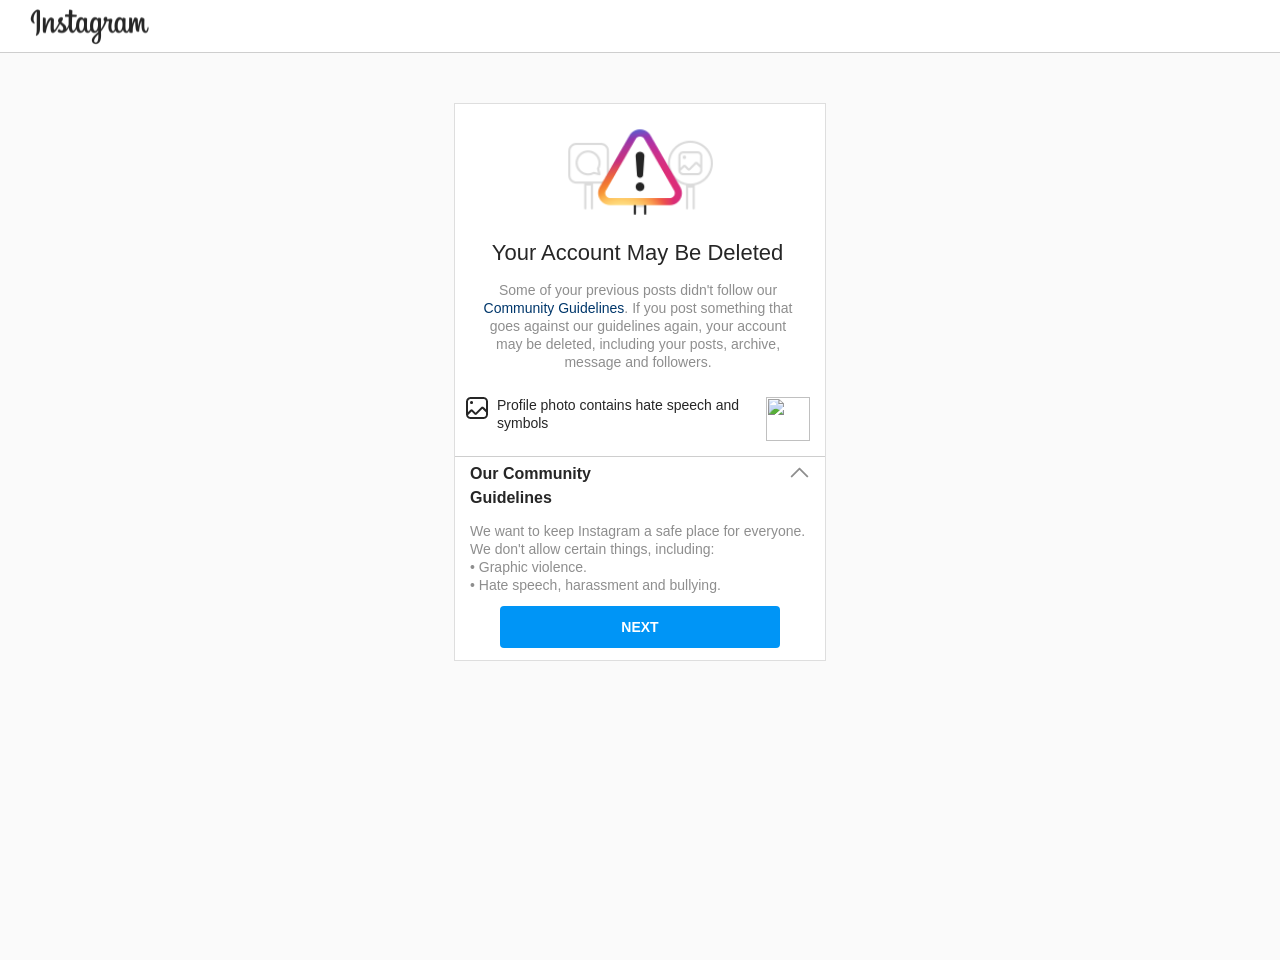 Instagram
Your Account May Be Deleted
Some of your previous posts didn't follow our
Community Guidelines. If you post something that
goes against our guidelines again, your account
may be deleted, including your posts, archive,
message and followers.
Profile photo contains hate speech and
symbols
Our Community
Guidelines
We want to keep Instagram a safe place for everyone.
We don't allow certain things, including:
• Graphic violence.
• Hate speech, harassment and bullying.
NEXT